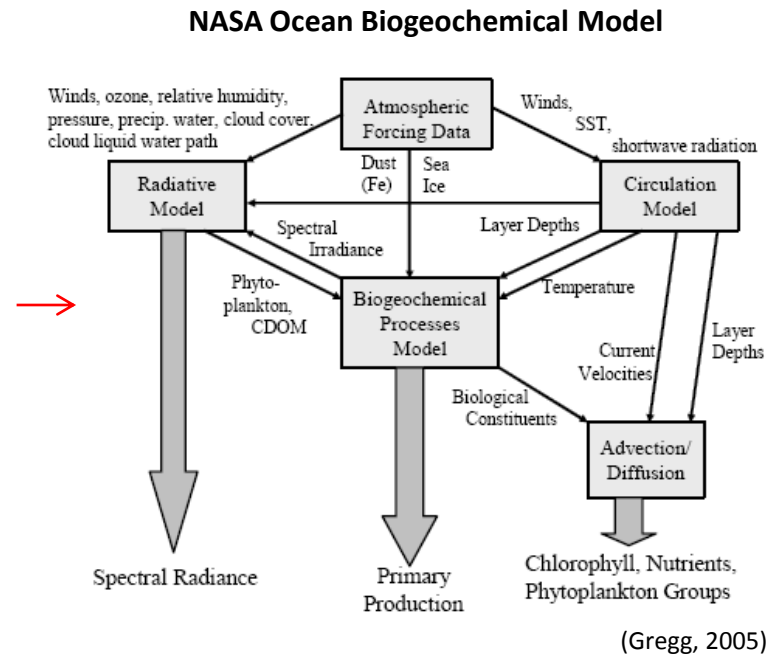 NASA Ocean Biogeochemical Model
Winds, ozone, relative humidity,
pressure, precip. water, cloud cover,
cloud liquid water path
Atmospheric
Forcing Data
Winds,
SST,
shortwave radiation
Dust
(Fe)
Sea
Ice
Radiative
Model
Circulation
Model
Spectral
Irradiance
Layer Depths
Phyto-
plankton,
CDOM
Biogeochemical
Processes
Model
Temperature
Current
Velocities
Layer
Depths
Biological
Constituents
Advection/
Diffusion
Spectral Radiance
Primary
Production
Chlorophyll, Nutrients,
Phytoplankton Groups
(Gregg, 2005)